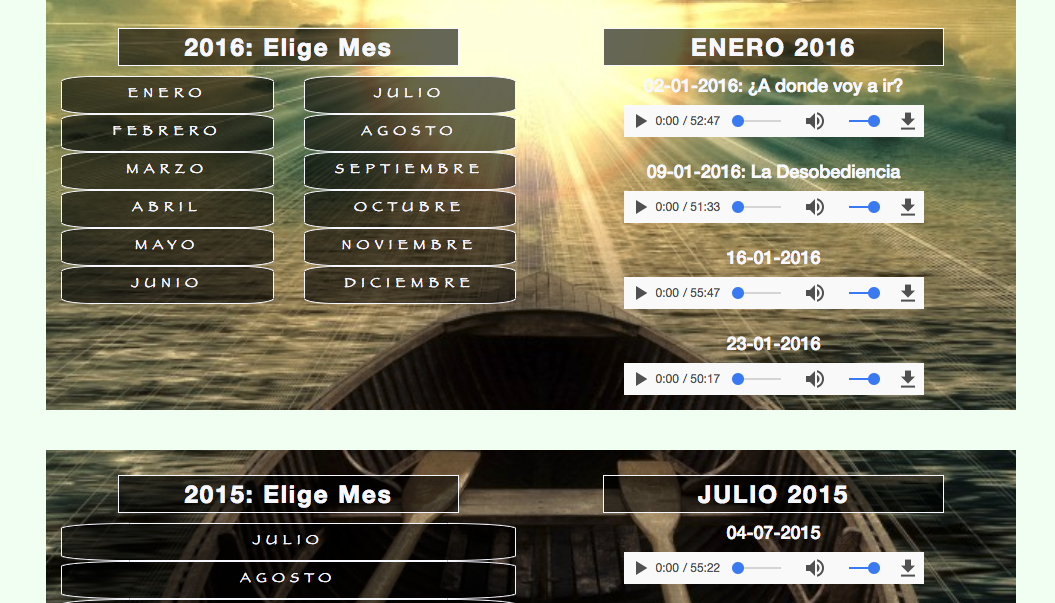 2016: Elige Mes
ENERO
FEBRERO
MARZO
ABRIL
MAYO
JUNIO
JULIO
AGOSTO
SEPTIEMBRE
OCTUBRE
NOVIEMBRE
DICIEMBRE
ENERO 2016
02-01-2016: ¿A donde voy a ir?
0:00 / 52:47
09-01-2016: La Desobediencia
0:00 / 51:33
16-01-2016
0:00 / 55:47
23-01-2016
0:00 / 50:17
2015: Elige Mes
JULIO
AGOSTO
JULIO 2015
04-07-2015
0:00 / 55:22